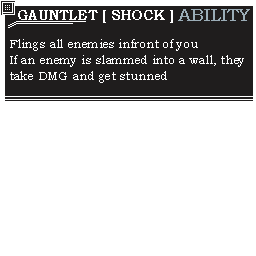 GAUNTLET [ SHOCK ] ABILITY
Flings all enemies infront of you
If an enemy is slammed into a wall, they
take DMG and get stunned